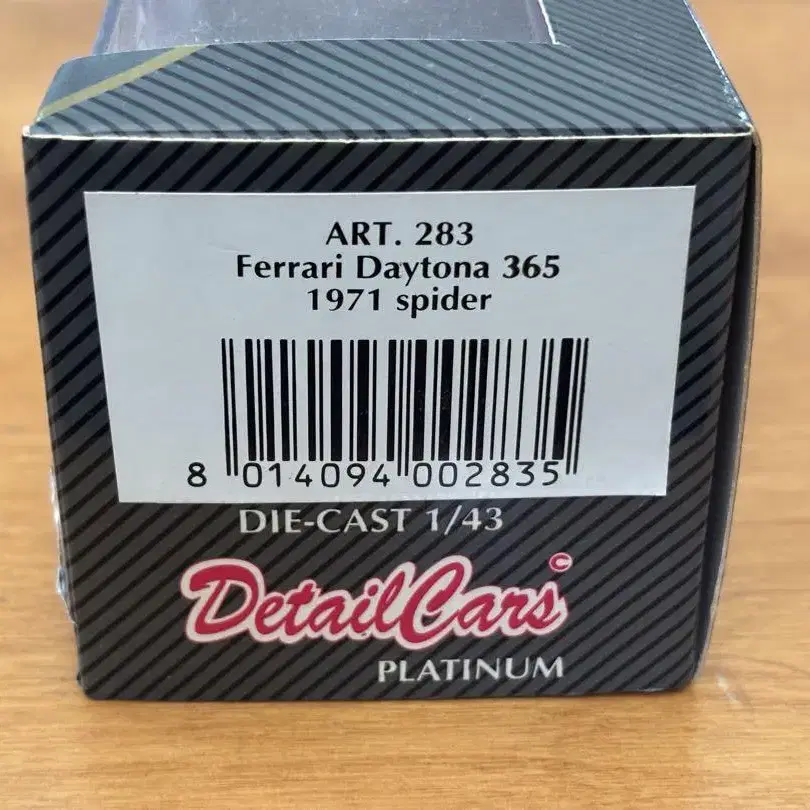 ART. 283
Ferrari Daytona 365
1971 spider
8 014094 002835
DIE-CAST 1/43
DetailCars ©
PLATINUM